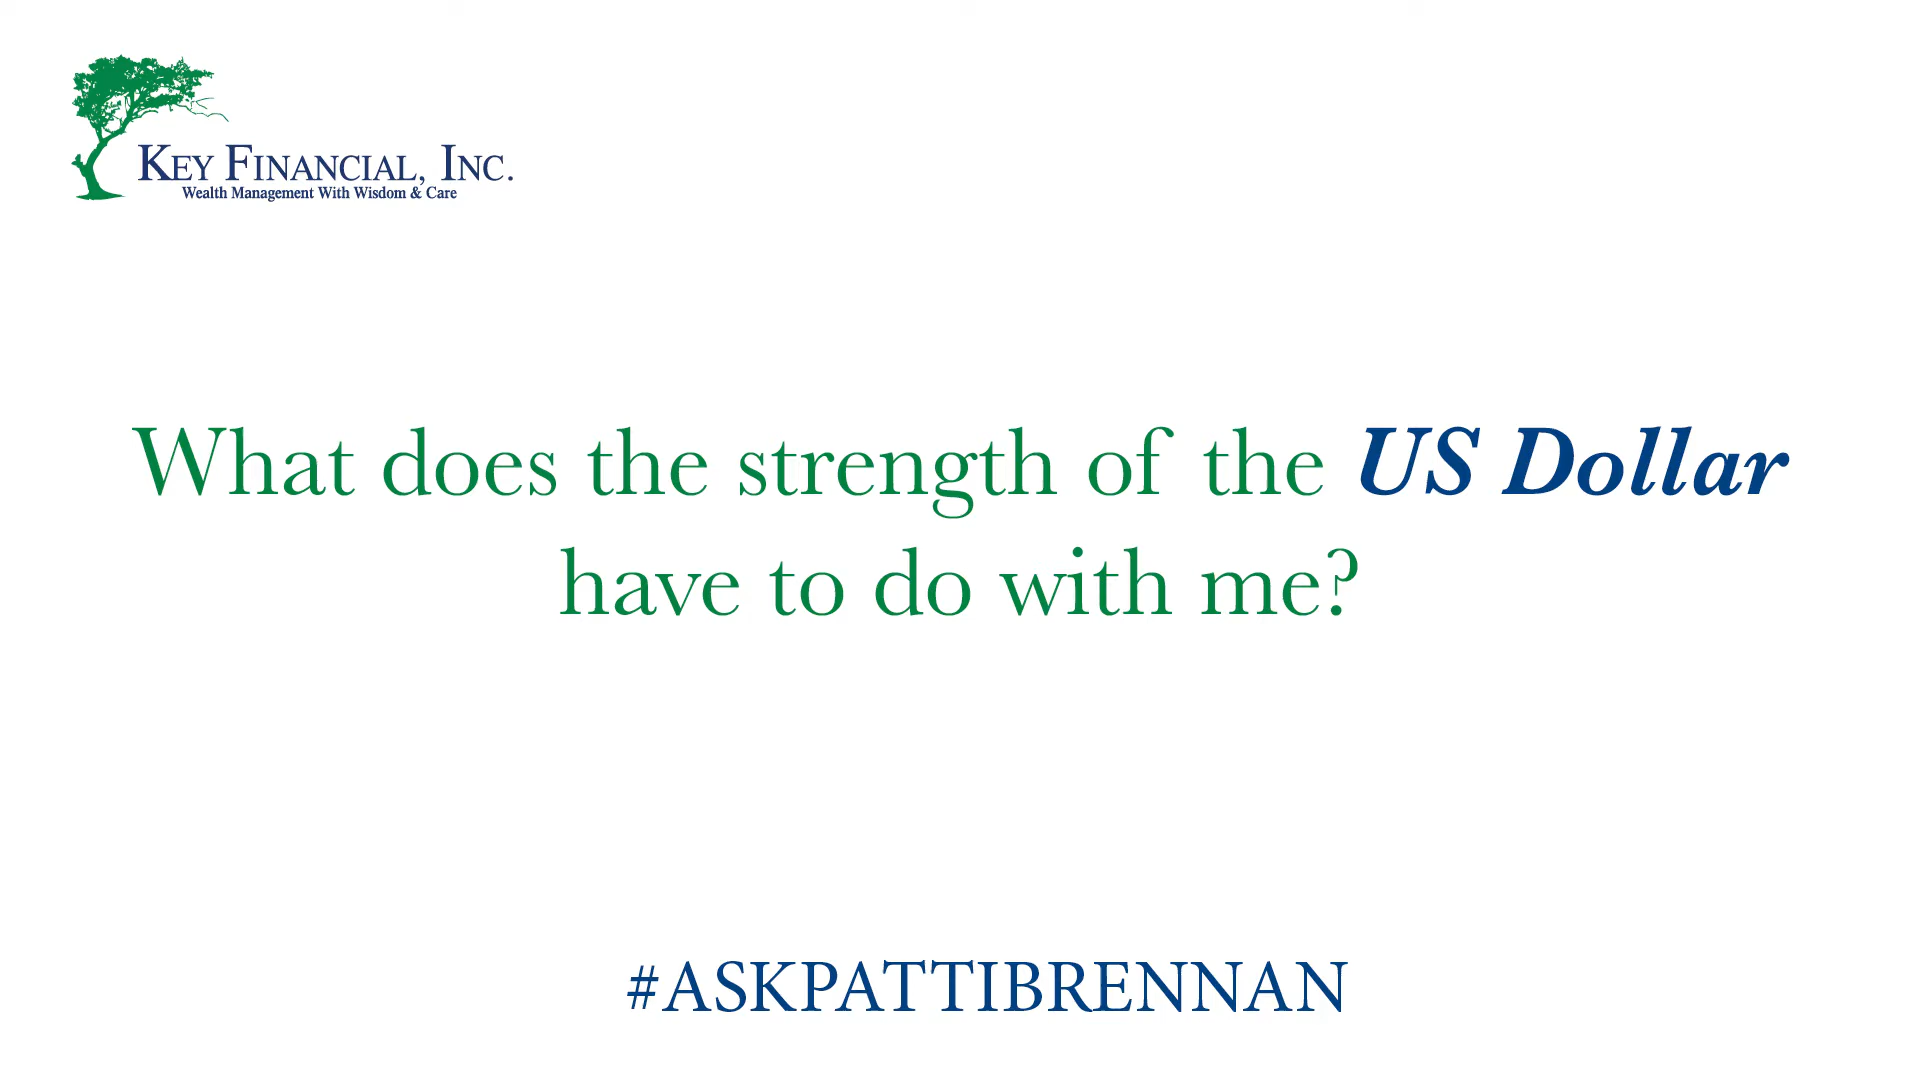 KEY FINANCIAL, INC.
Wealth Management With Wisdom & Care
What does the strength of the US Dollar
have to do with me?
#ASKPATTIBRENNAN